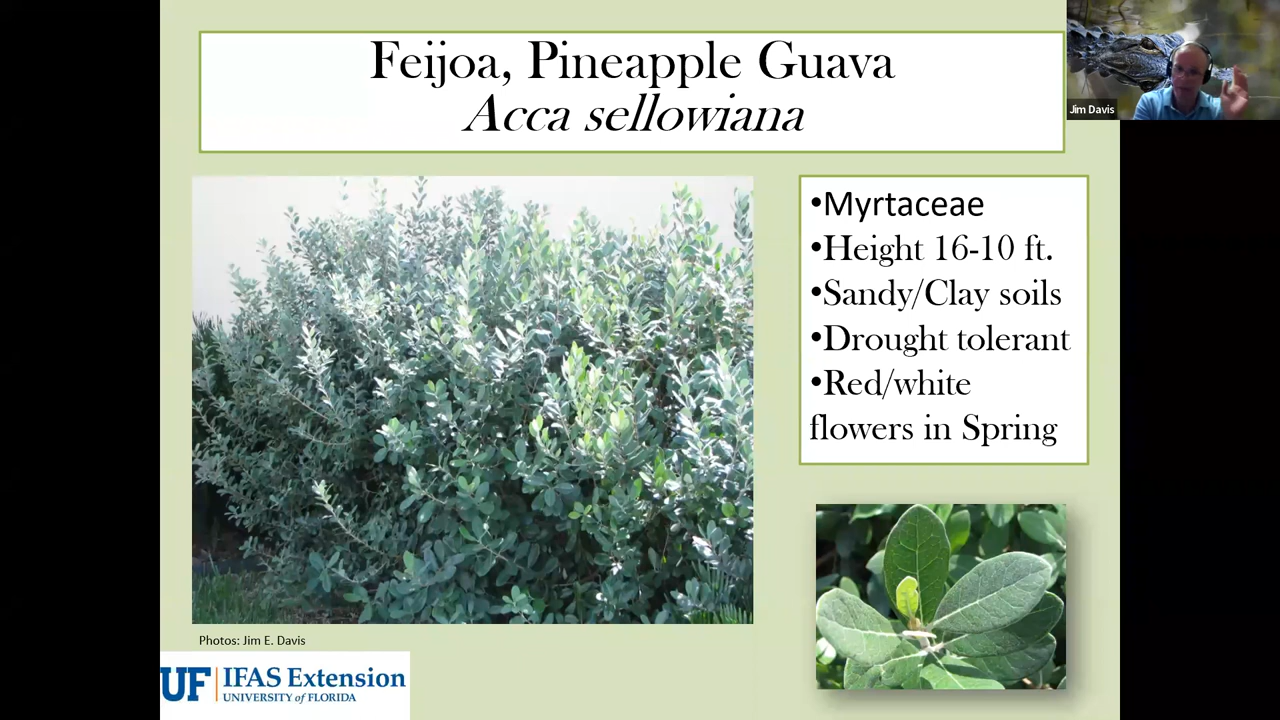 Feijoa, Pineapple Guava
Acca sellowiana
Jim Davis
•Myrtaceae
•Height 16-10 ft.
•Sandy/Clay soils
•Drought tolerant
•Red/white
flowers in Spring
Photos: Jim E. Davis
UF IFAS Extension
UNIVERSITY of FLORIDA